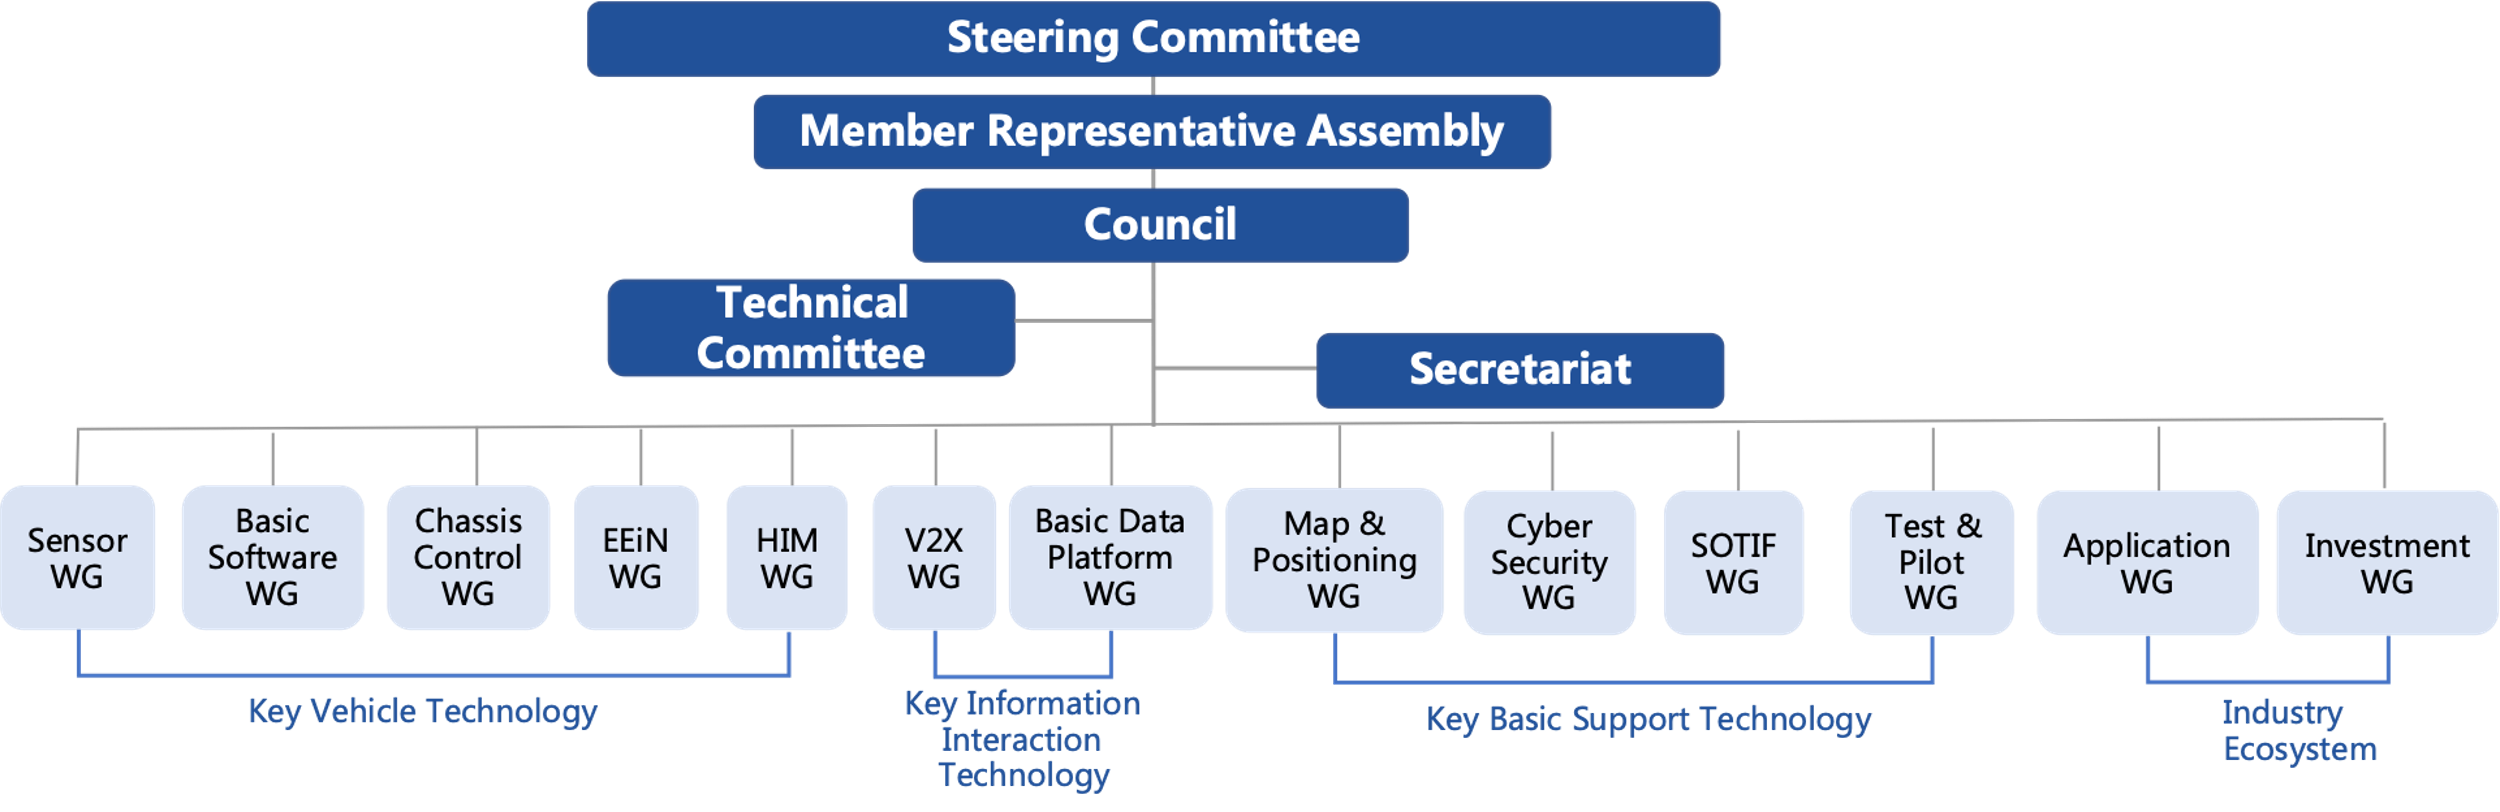 Steering Committee
Member Representative Assembly
Council
Technical
Committee
Secretariat
Sensor
WG
Basic
Software
WG
Chassis
Control
WG
EEiN
WG
HIM
WG
V2X
WG
Basic Data
Platform
WG
Map &
Positioning
WG
Cyber
Security
WG
SOTIF
WG
Test &
Pilot
WG
Application
WG
Investment
WG
Key Vehicle Technology
Key Information
Interaction
Technology
Key Basic Support Technology
Industry
Ecosystem